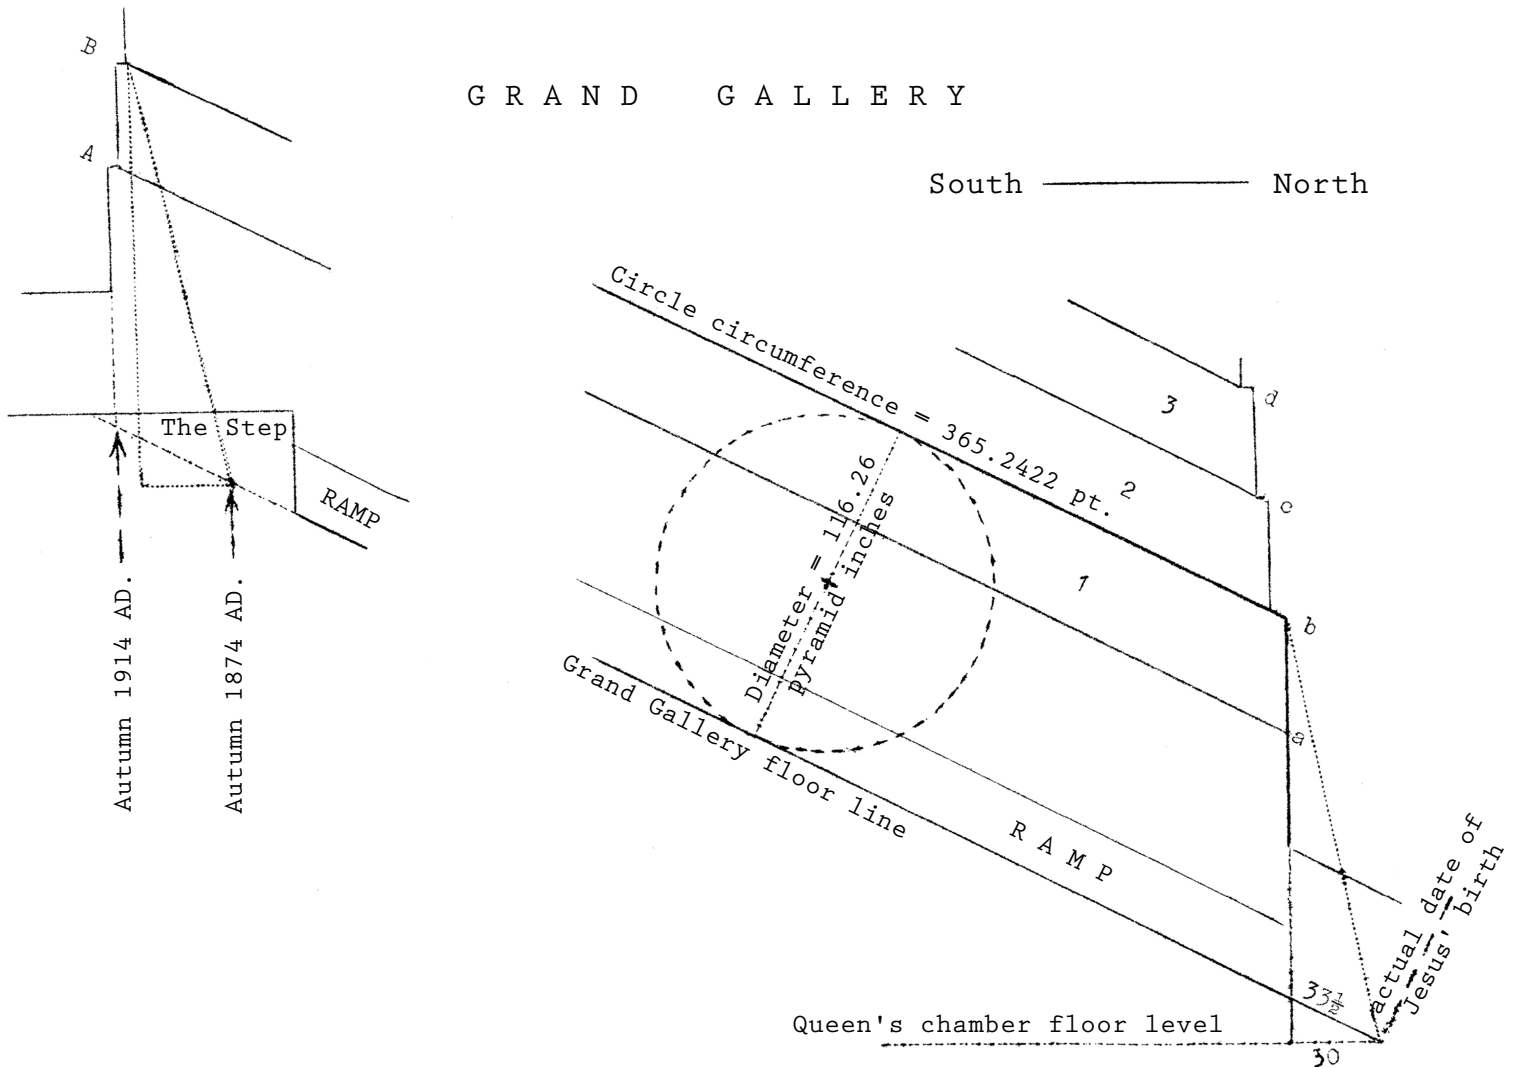 B
GRAND GALLERY
A
South North
Circle circumference = 365.2422 pt.
d
3
2
c
The Step
RAMP
Diameter = 116.26
pyramid inches
1
b
a
Autumn 1914 AD.
Autumn 1874 AD.
Grand Gallery floor line
RAMP
actual date of
Jesus' birth
33½
Queen's chamber floor level
30